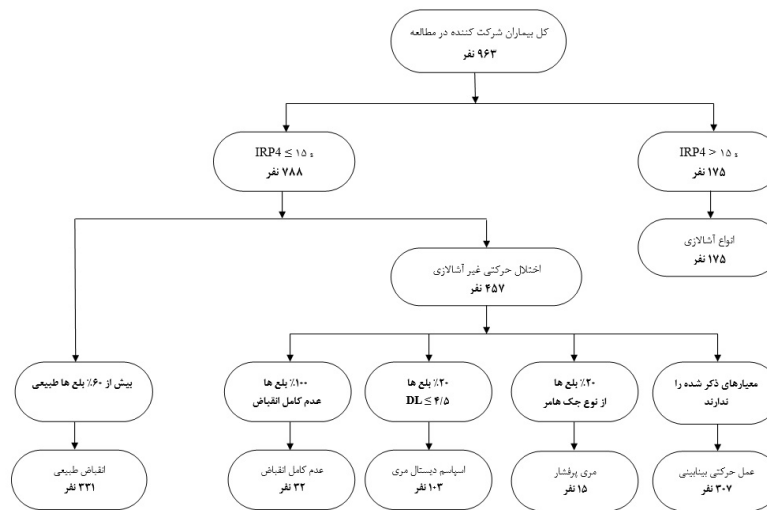 کل بیماران شرکت کننده در مطالعه
۹۶۳ نفر
IRP4 ≤ ۱۵ و
۷۸۸ نفر
IRP4 > ۱۵ و
۱۷۵ نفر
انواع آشالازی
۱۷۵ نفر
اختلال حرکتی غیر آشالازی
۴۵۷ نفر
معیارهای ذکر شده را
ندارند
۲۰٪ بلع ها
از نوع جک هامر
۲۰٪ بلع ها
DL ≤ ۴/۵
۱۰۰٪ بلع ها
عدم کامل انقباض
بیش از ۶۰٪ بلع ها طبیعی
عمل حرکتی بینابینی
۳۰۷ نفر
مری پرفشار
۱۵ نفر
اسپاسم دیستال مری
۱۰۳ نفر
عدم کامل انقباض
۳۲ نفر
انقباض طبیعی
۳۳۱ نفر